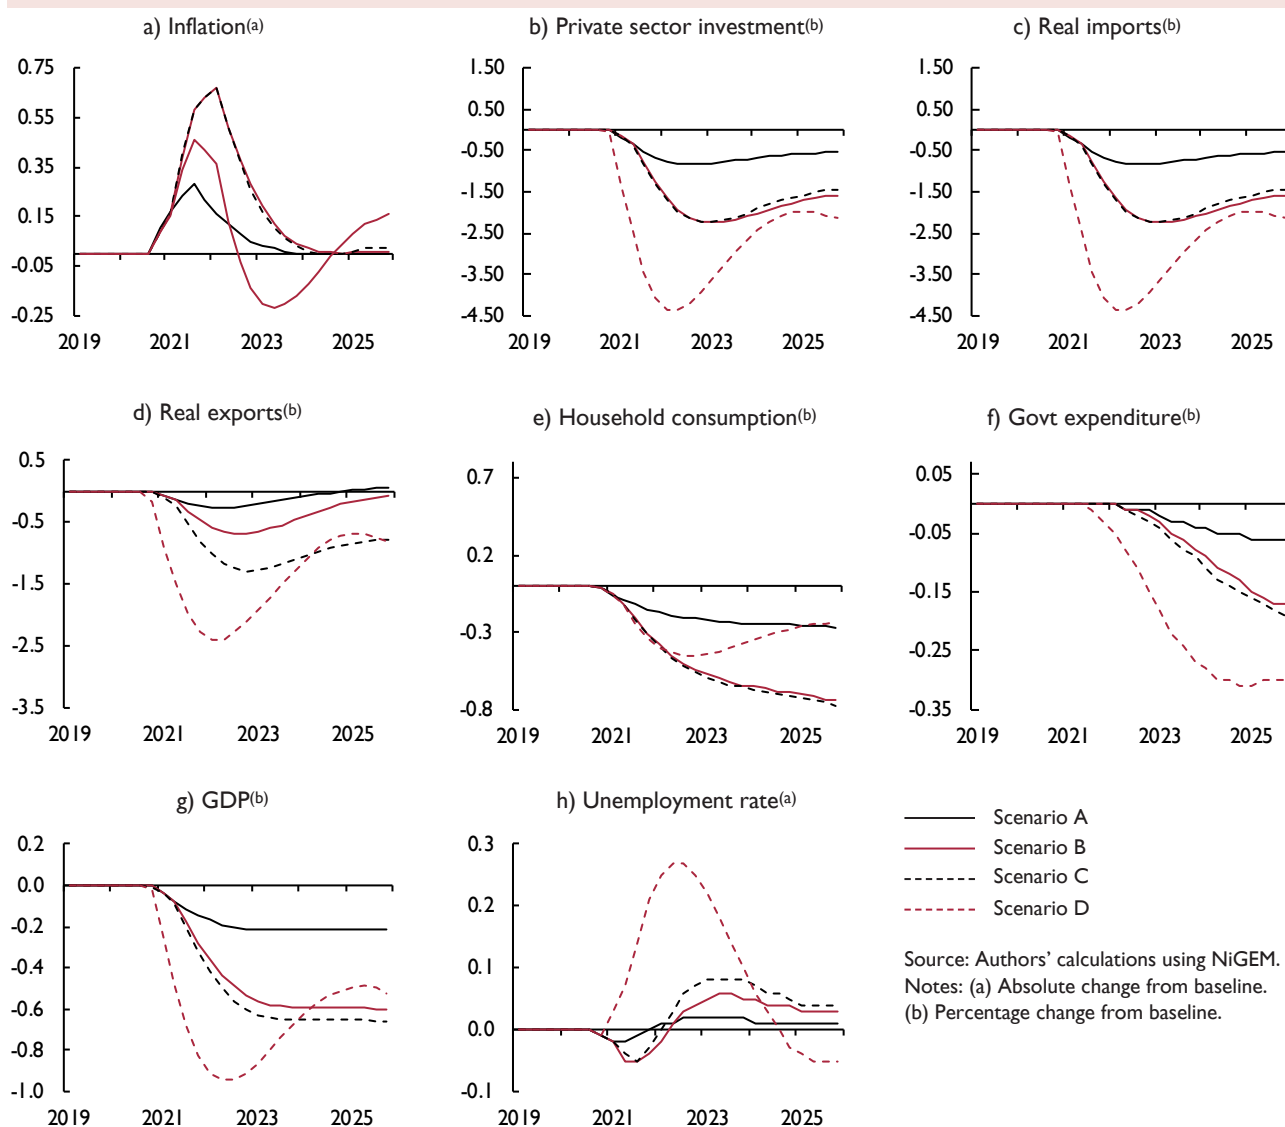 a) Inflation(a)
0.75
0.55
0.35
0.15
-0.05
-0.25
2019 2021 2023 2025
b) Private sector investment(b)
1.50
0.50
-0.50
-1.50
-2.50
-3.50
-4.50
2019 2021 2023 2025
c) Real imports(b)
1.50
0.50
-0.50
-1.50
-2.50
-3.50
-4.50
2019 2021 2023 2025
d) Real exports(b)
0.5
-0.5
-1.5
-2.5
-3.5
2019 2021 2023 2025
e) Household consumption(b)
0.7
0.2
-0.3
-0.8
2019 2021 2023 2025
f) Govt expenditure(b)
0.05
-0.05
-0.15
-0.25
-0.35
2019 2021 2023 2025
g) GDP(b)
0.2
0.0
-0.2
-0.4
-0.6
-0.8
-1.0
2019 2021 2023 2025
h) Unemployment rate(a)
0.3
0.2
0.1
0.0
-0.1
2019 2021 2023 2025
Scenario A
Scenario B
Scenario C
Scenario D
Source: Authors' calculations using NiGEM.
Notes: (a) Absolute change from baseline.
(b) Percentage change from baseline.